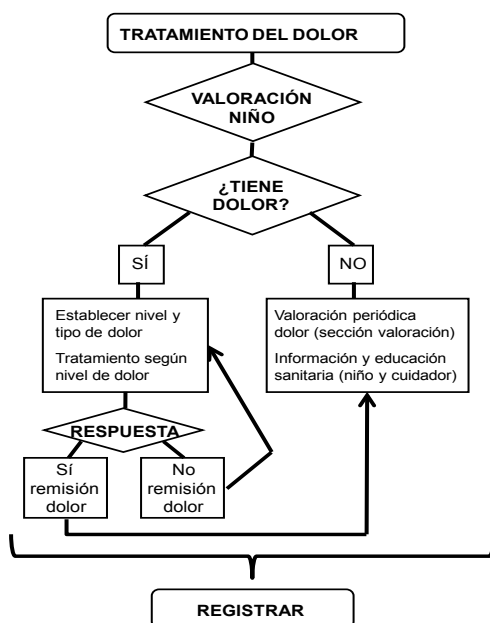 TRATAMIENTO DEL DOLOR
VALORACIÓN
NIÑO
¿TIENE
DOLOR?
SÍ
NO
Establecer nivel y
tipo de dolor
Tratamiento según
nivel de dolor
Valoración periódica
dolor (sección valoración)
Información y educación
sanitaria (niño y cuidador)
RESPUESTA
Sí
remisión
dolor
No
remisión
dolor
REGISTRAR